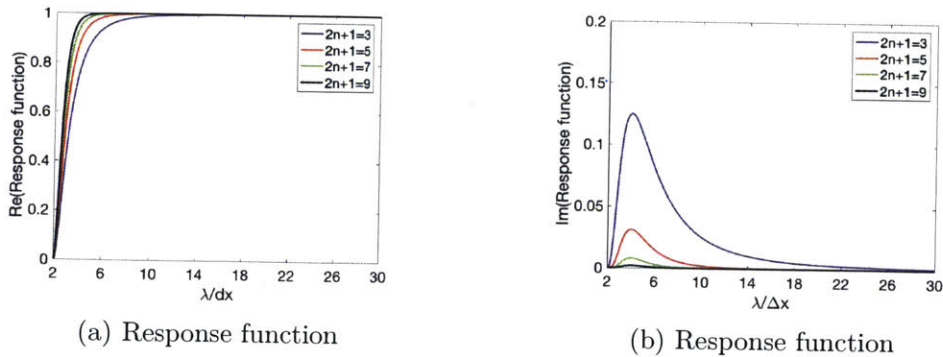 1
0.8
0.6
0.4
0.2
0
Re(Response function)
2n+1=3
2n+1=5
2n+1=7
2n+1=9
2 6 10 14 18 22 26 30
λ/dx
(a) Response function
0.2
0.15
0.1
0.05
0
Im(Response function)
2n+1=3
2n+1=5
2n+1=7
2n+1=9
2 6 10 14 18 22 26 30
λ/Δx
(b) Response function